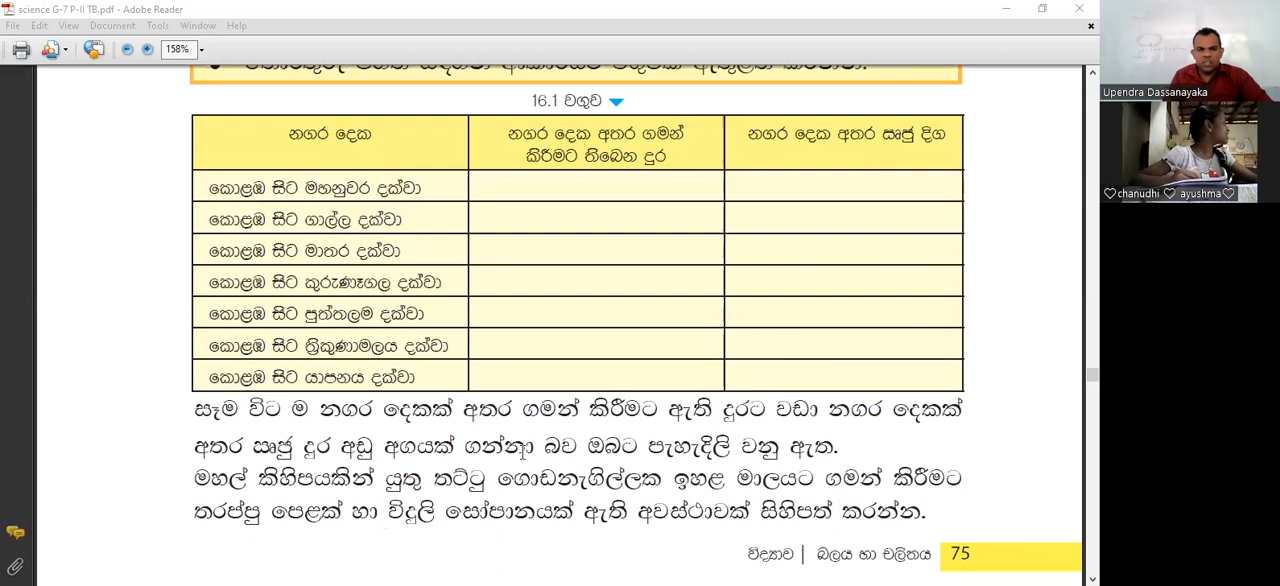 science G-7 P-II TB.pdf - Adobe Reader
File Edit View Document Tools Window Help
158%
Upendra Dassanayaka
♡chanudhi ♡ ayushma♡
16.1 වගුව
නගර දෙක
නගර දෙක අතර ගමන් කිරීමට තිබෙන දුර
නගර දෙක අතර සෘජු දිග
කොළඹ සිට මහනුවර දක්වා
කොළඹ සිට ගාල්ල දක්වා
කොළඹ සිට මාතර දක්වා
කොළඹ සිට කුරුණෑගල දක්වා
කොළඹ සිට පුත්තලම දක්වා
කොළඹ සිට ත්‍රිකුණාමලය දක්වා
කොළඹ සිට යාපනය දක්වා
සෑම විට ම නගර දෙකක් අතර ගමන් කිරීමට ඇති දුරට වඩා නගර දෙකක්
අතර සෘජු දුර අඩු අගයක් ගන්නා බව ඔබට පැහැදිලි වනු ඇත.
මහල් කිහිපයකින් යුතු තට්ටු ගොඩනැගිල්ලක ඉහළ මාලයට ගමන් කිරීමට
තරප්පු පෙළක් හා විදුලි සෝපානයක් ඇති අවස්ථාවක් සිහිපත් කරන්න.
විද්‍යාව | බලය හා චලිතය 75